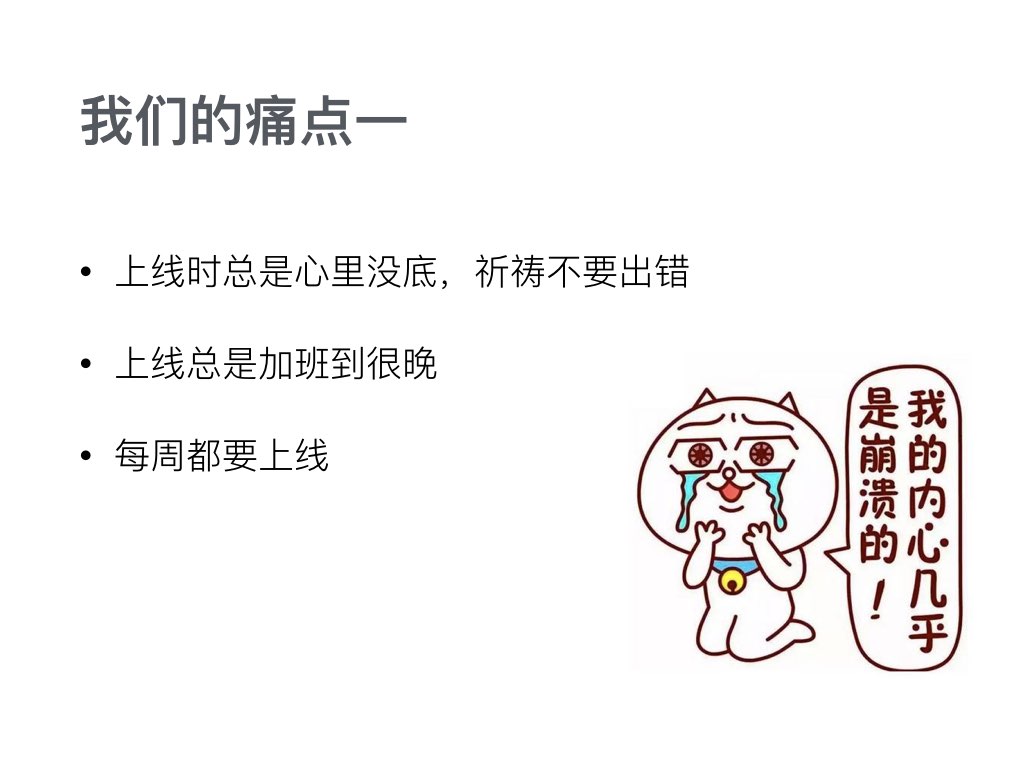 我们的痛点一
• 上线时总是心里没底，祈祷不要出错
• 上线总是加班到很晚
• 每周都要上线
我的内心几乎
是崩溃的！